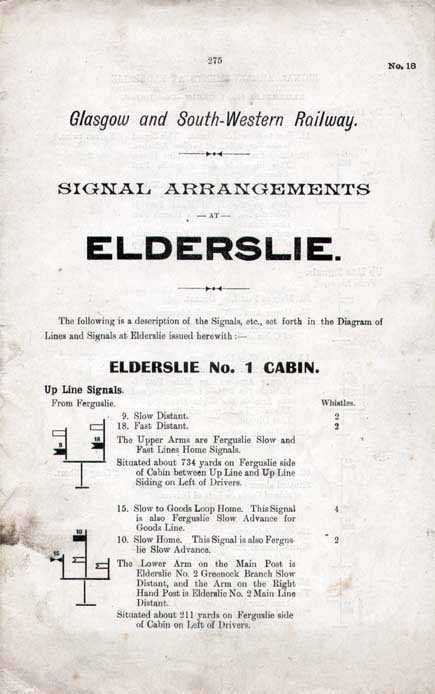 275
No. 18
Glasgow and South-Western Railway.
SIGNAL ARRANGEMENTS
— AT —
ELDERSLIE.
The following is a description of the Signals, etc., set forth in the Diagram of
Lines and Signals at Elderslie issued herewith :—
ELDERSLIE No. 1 CABIN.
Up Line Signals.
From Ferguslie.
Whistles.
9. Slow Distant. 2
18. Fast Distant. 2
The Upper Arms are Ferguslie Slow and
Fast Lines Home Signals.
Situated about 734 yards on Ferguslie side
of Cabin between Up Line and Up Line
Siding on Left of Drivers.
9
18
15. Slow to Goods Loop Home. This Signal 4
is also Ferguslie Slow Advance for
Goods Line.
10. Slow Home. This Signal is also Fergus- 2
lie Slow Advance.
The Lower Arm on the Main Post is
Elderslie No. 2 Greenock Branch Slow
Distant, and the Arm on the Right
Hand Post is Elderslie No. 2 Main Line
Distant.
Situated about 211 yards on Ferguslie side
of Cabin on Left of Drivers.
10
15